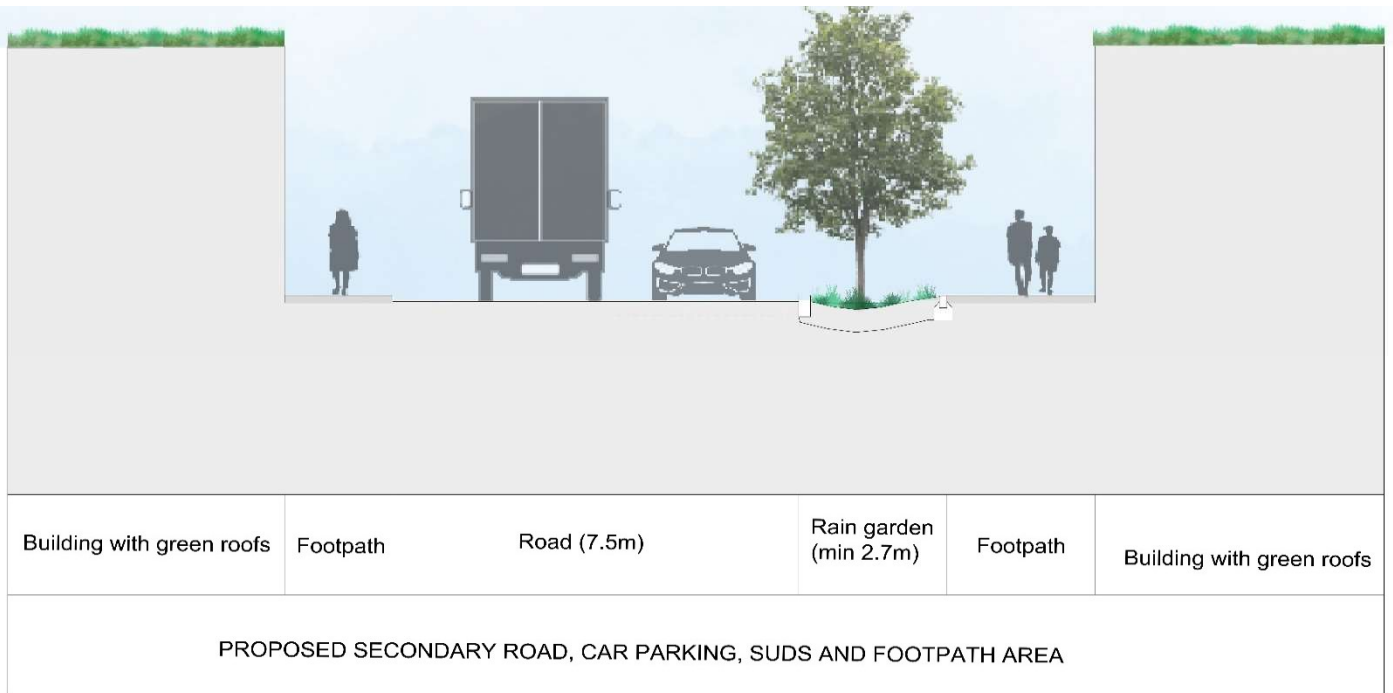 Building with green roofs
Footpath
Road (7.5m)
Rain garden
(min 2.7m)
Footpath
Building with green roofs
PROPOSED SECONDARY ROAD, CAR PARKING, SUDS AND FOOTPATH AREA